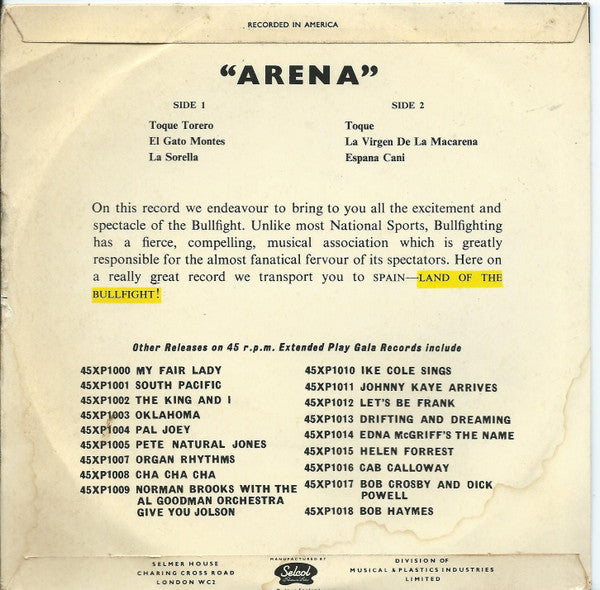 RECORDED IN AMERICA
“ARENA”
SIDE 1
Toque Torero
El Gato Montes
La Sorella
SIDE 2
Toque
La Virgen De La Macarena
Espana Cani
On this record we endeavour to bring to you all the excitement and
spectacle of the Bullfight. Unlike most National Sports, Bullfighting
has a fierce, compelling, musical association which is greatly
responsible for the almost fanatical fervour of its spectators. Here on
a really great record we transport you to SPAIN—LAND OF THE
BULLFIGHT!
Other Releases on 45 r.p.m. Extended Play Gala Records include
45XP1000 MY FAIR LADY
45XP1001 SOUTH PACIFIC
45XP1002 THE KING AND I
45XP1003 OKLAHOMA
45XP1004 PAL JOEY
45XP1005 PETE NATURAL JONES
45XP1007 ORGAN RHYTHMS
45XP1008 CHA CHA CHA
45XP1009 NORMAN BROOKS WITH THE
AL GOODMAN ORCHESTRA
GIVE YOU JOLSON
45XP1010 IKE COLE SINGS
45XP1011 JOHNNY KAYE ARRIVES
45XP1012 LET'S BE FRANK
45XP1013 DRIFTING AND DREAMING
45XP1014 EDNA McGRIFF'S THE NAME
45XP1015 HELEN FORREST
45XP1016 CAB CALLOWAY
45XP1017 BOB CROSBY AND DICK
POWELL
45XP1018 BOB HAYMES
SELMER HOUSE
CHARING CROSS ROAD
LONDON WC2
MANUFACTURED BY
Selcol
DIVISION OF
MUSICAL & PLASTICS INDUSTRIES
LIMITED